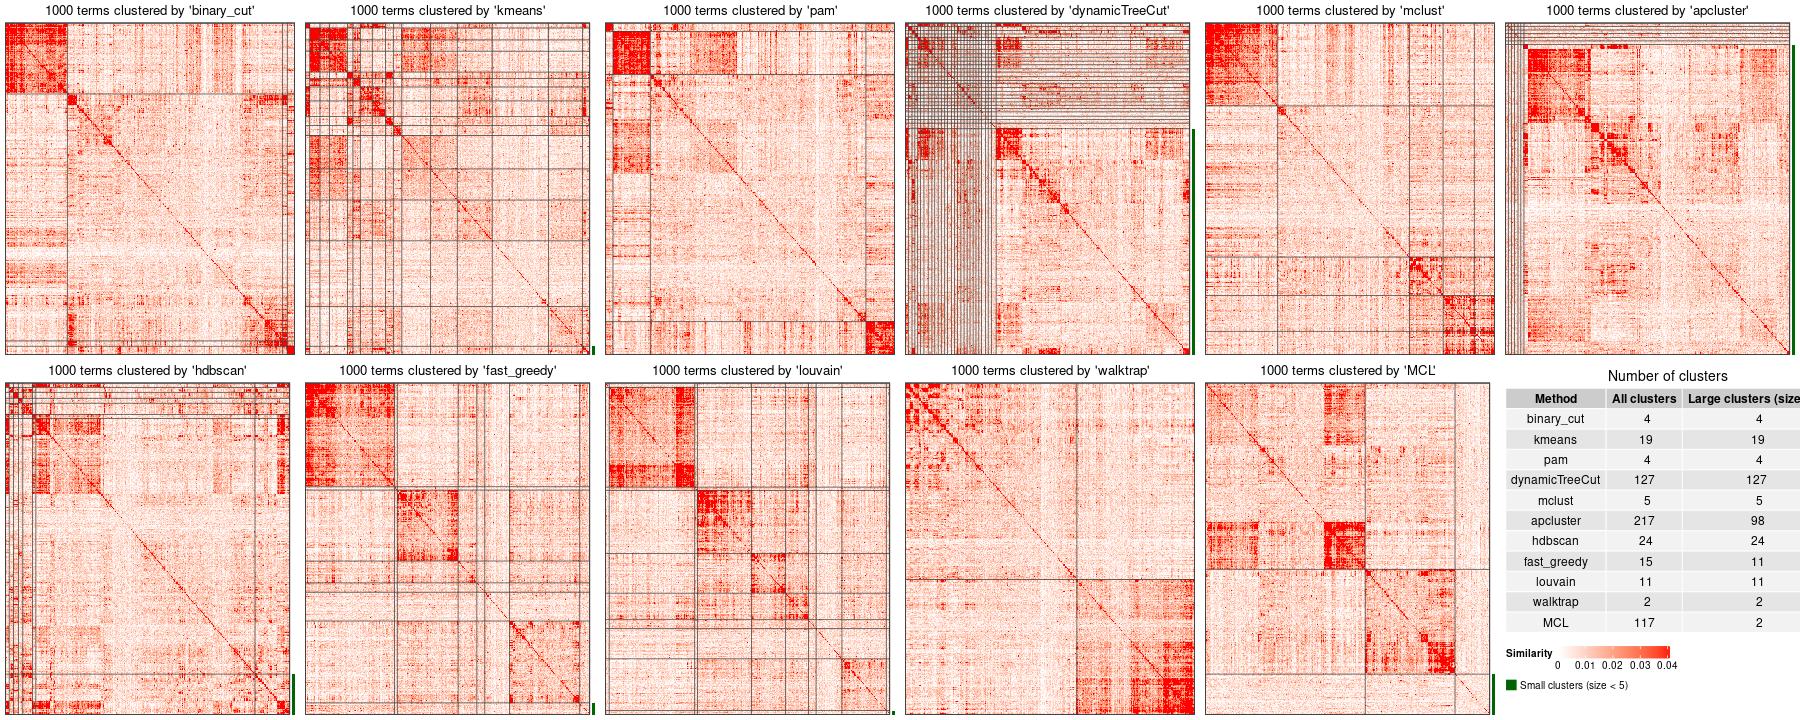 1000 terms clustered by 'binary_cut'
1000 terms clustered by 'kmeans'
1000 terms clustered by 'pam'
1000 terms clustered by 'dynamicTreeCut'
1000 terms clustered by 'mclust'
1000 terms clustered by 'apcluster'
1000 terms clustered by 'hdbscan'
1000 terms clustered by 'fast_greedy'
1000 terms clustered by 'louvain'
1000 terms clustered by 'walktrap'
1000 terms clustered by 'MCL'
Number of clusters
Method All clusters Large clusters (size
binary_cut 4 4
kmeans 19 19
pam 4 4
dynamicTreeCut 127 127
mclust 5 5
apcluster 217 98
hdbscan 24 24
fast_greedy 15 11
louvain 11 11
walktrap 2 2
MCL 117 2
Similarity
0 0.01 0.02 0.03 0.04
Small clusters (size < 5)